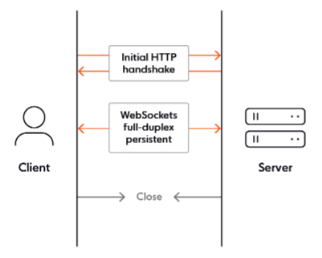 Initial HTTP
handshake
WebSockets
full-duplex
persistent
Client
Server
Close